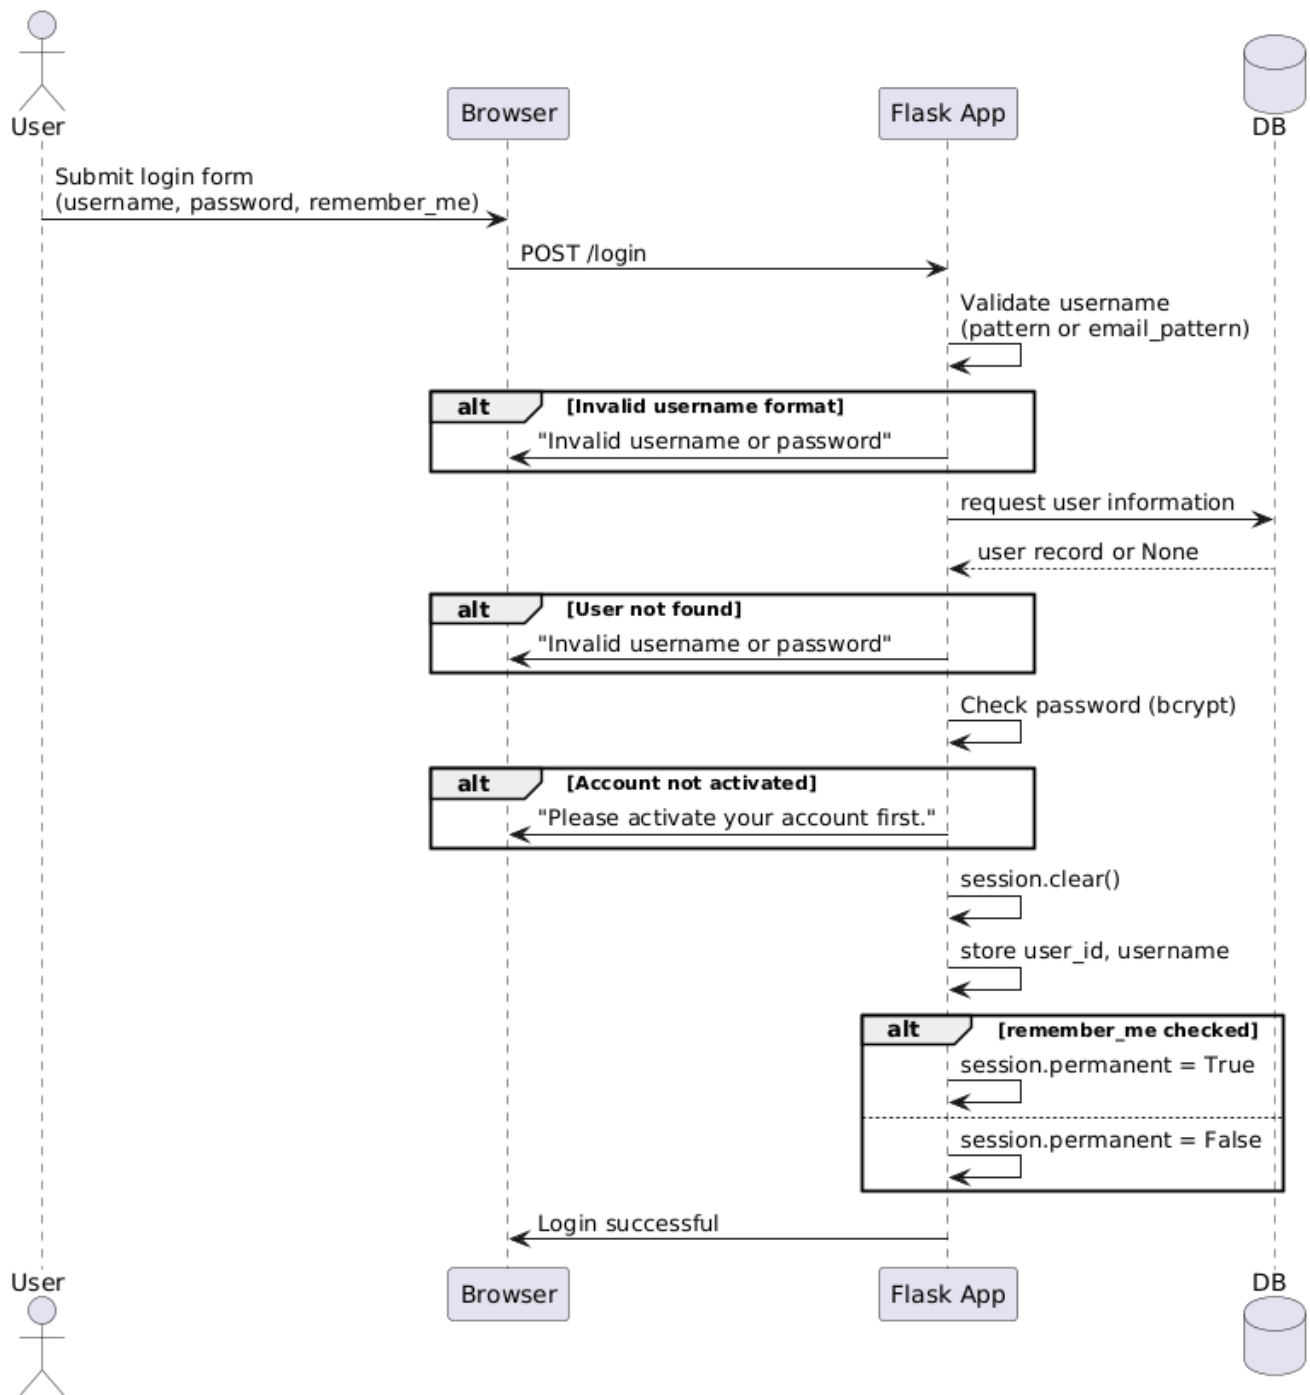 User
Browser
Flask App
DB
Submit login form
(username, password, remember_me)
POST /login
Validate username
(pattern or email_pattern)
alt [Invalid username format]
"Invalid username or password"
request user information
user record or None
alt [User not found]
"Invalid username or password"
Check password (bcrypt)
alt [Account not activated]
"Please activate your account first."
session.clear()
store user_id, username
alt [remember_me checked]
session.permanent = True
session.permanent = False
Login successful
User
Browser
Flask App
DB